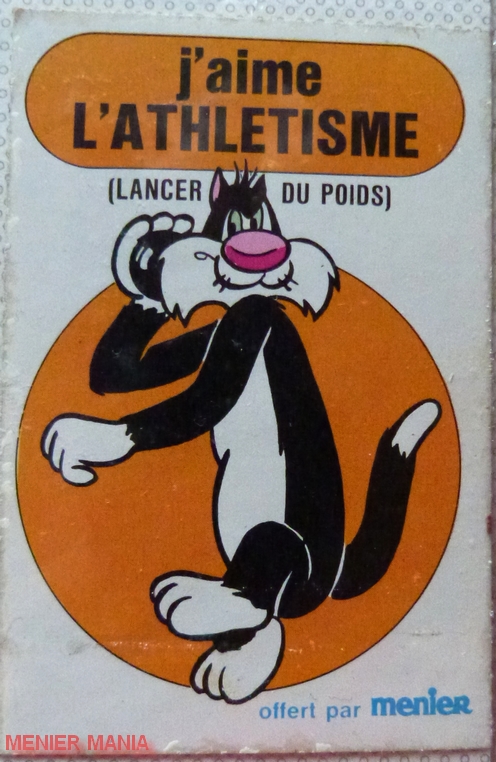 j'aime
L'ATHLETISME
(LANCER DU POIDS)
offert par menier
MENIER MANIA